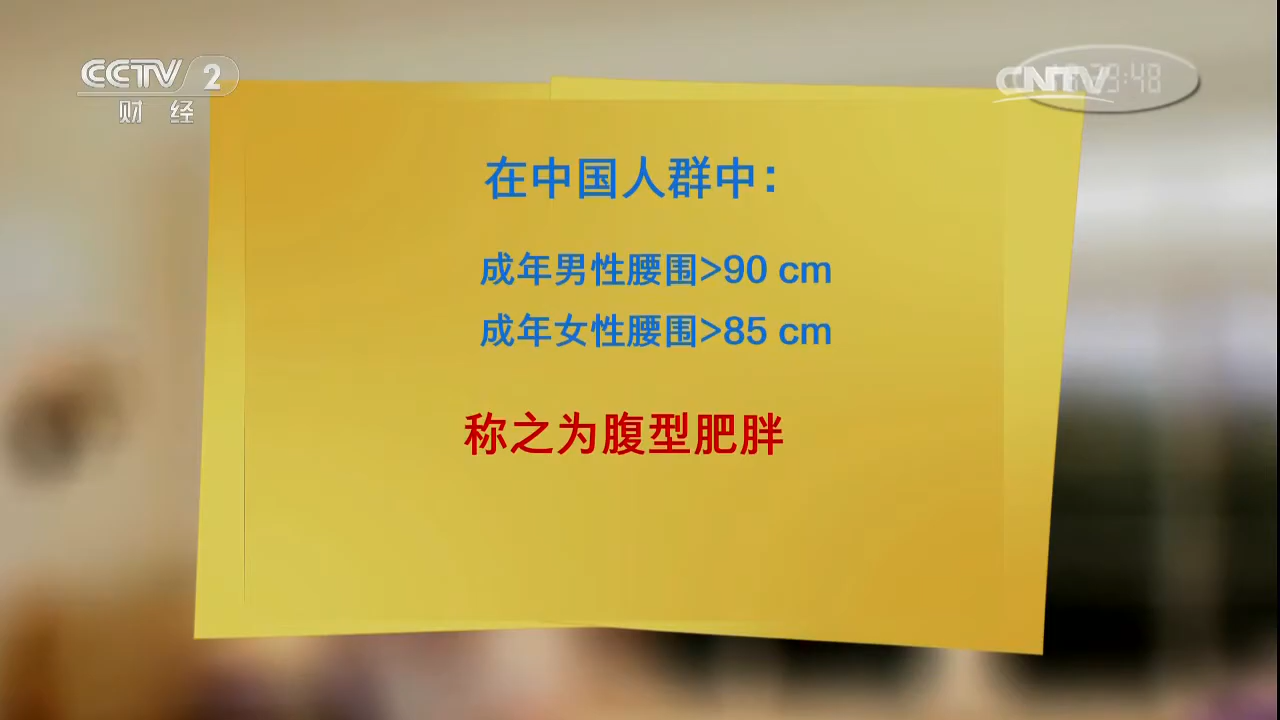 CCTV 2
财经
CNTV
在中国人群中：
成年男性腰围>90 cm
成年女性腰围>85 cm
称之为腹型肥胖